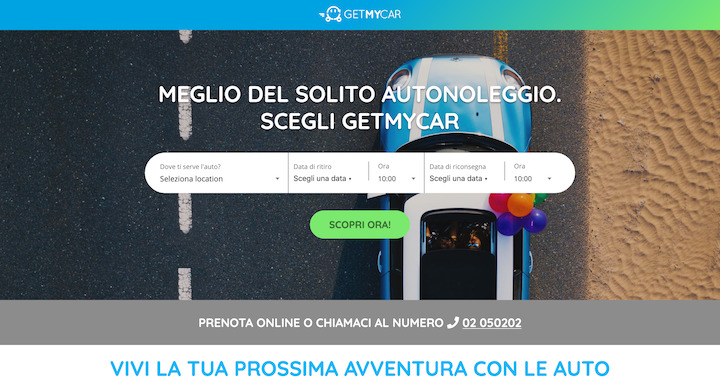 GETMYCAR
MEGLIO DEL SOLITO AUTONOLEGGIO.
SCEGLI GETMYCAR
Dove ti serve l'auto?
Seleziona location
Data di ritiro
Scegli una data
Ora
10:00
Data di riconsegna
Scegli una data
Ora
10:00
SCOPRI ORA!
PRENOTA ONLINE O CHIAMACI AL NUMERO 02 050202
VIVI LA TUA PROSSIMA AVVENTURA CON LE AUTO